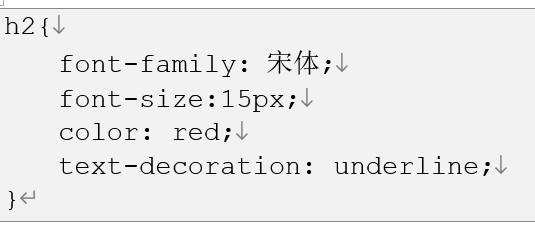 h2{↓
    font-family: 宋体;↓
    font-size:15px;↓
    color: red;↓
    text-decoration: underline;↓
}↵